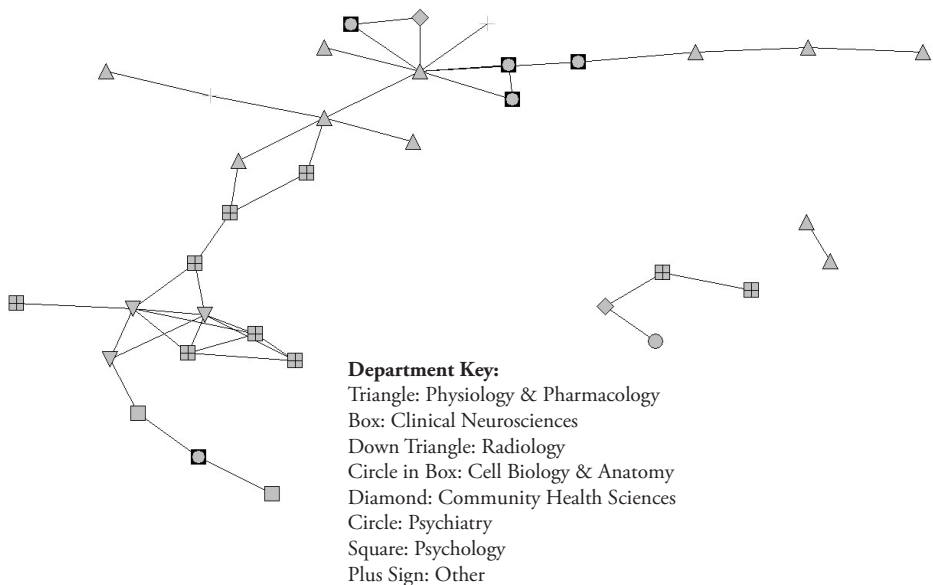 Department Key:
Triangle: Physiology & Pharmacology
Box: Clinical Neurosciences
Down Triangle: Radiology
Circle in Box: Cell Biology & Anatomy
Diamond: Community Health Sciences
Circle: Psychiatry
Square: Psychology
Plus Sign: Other